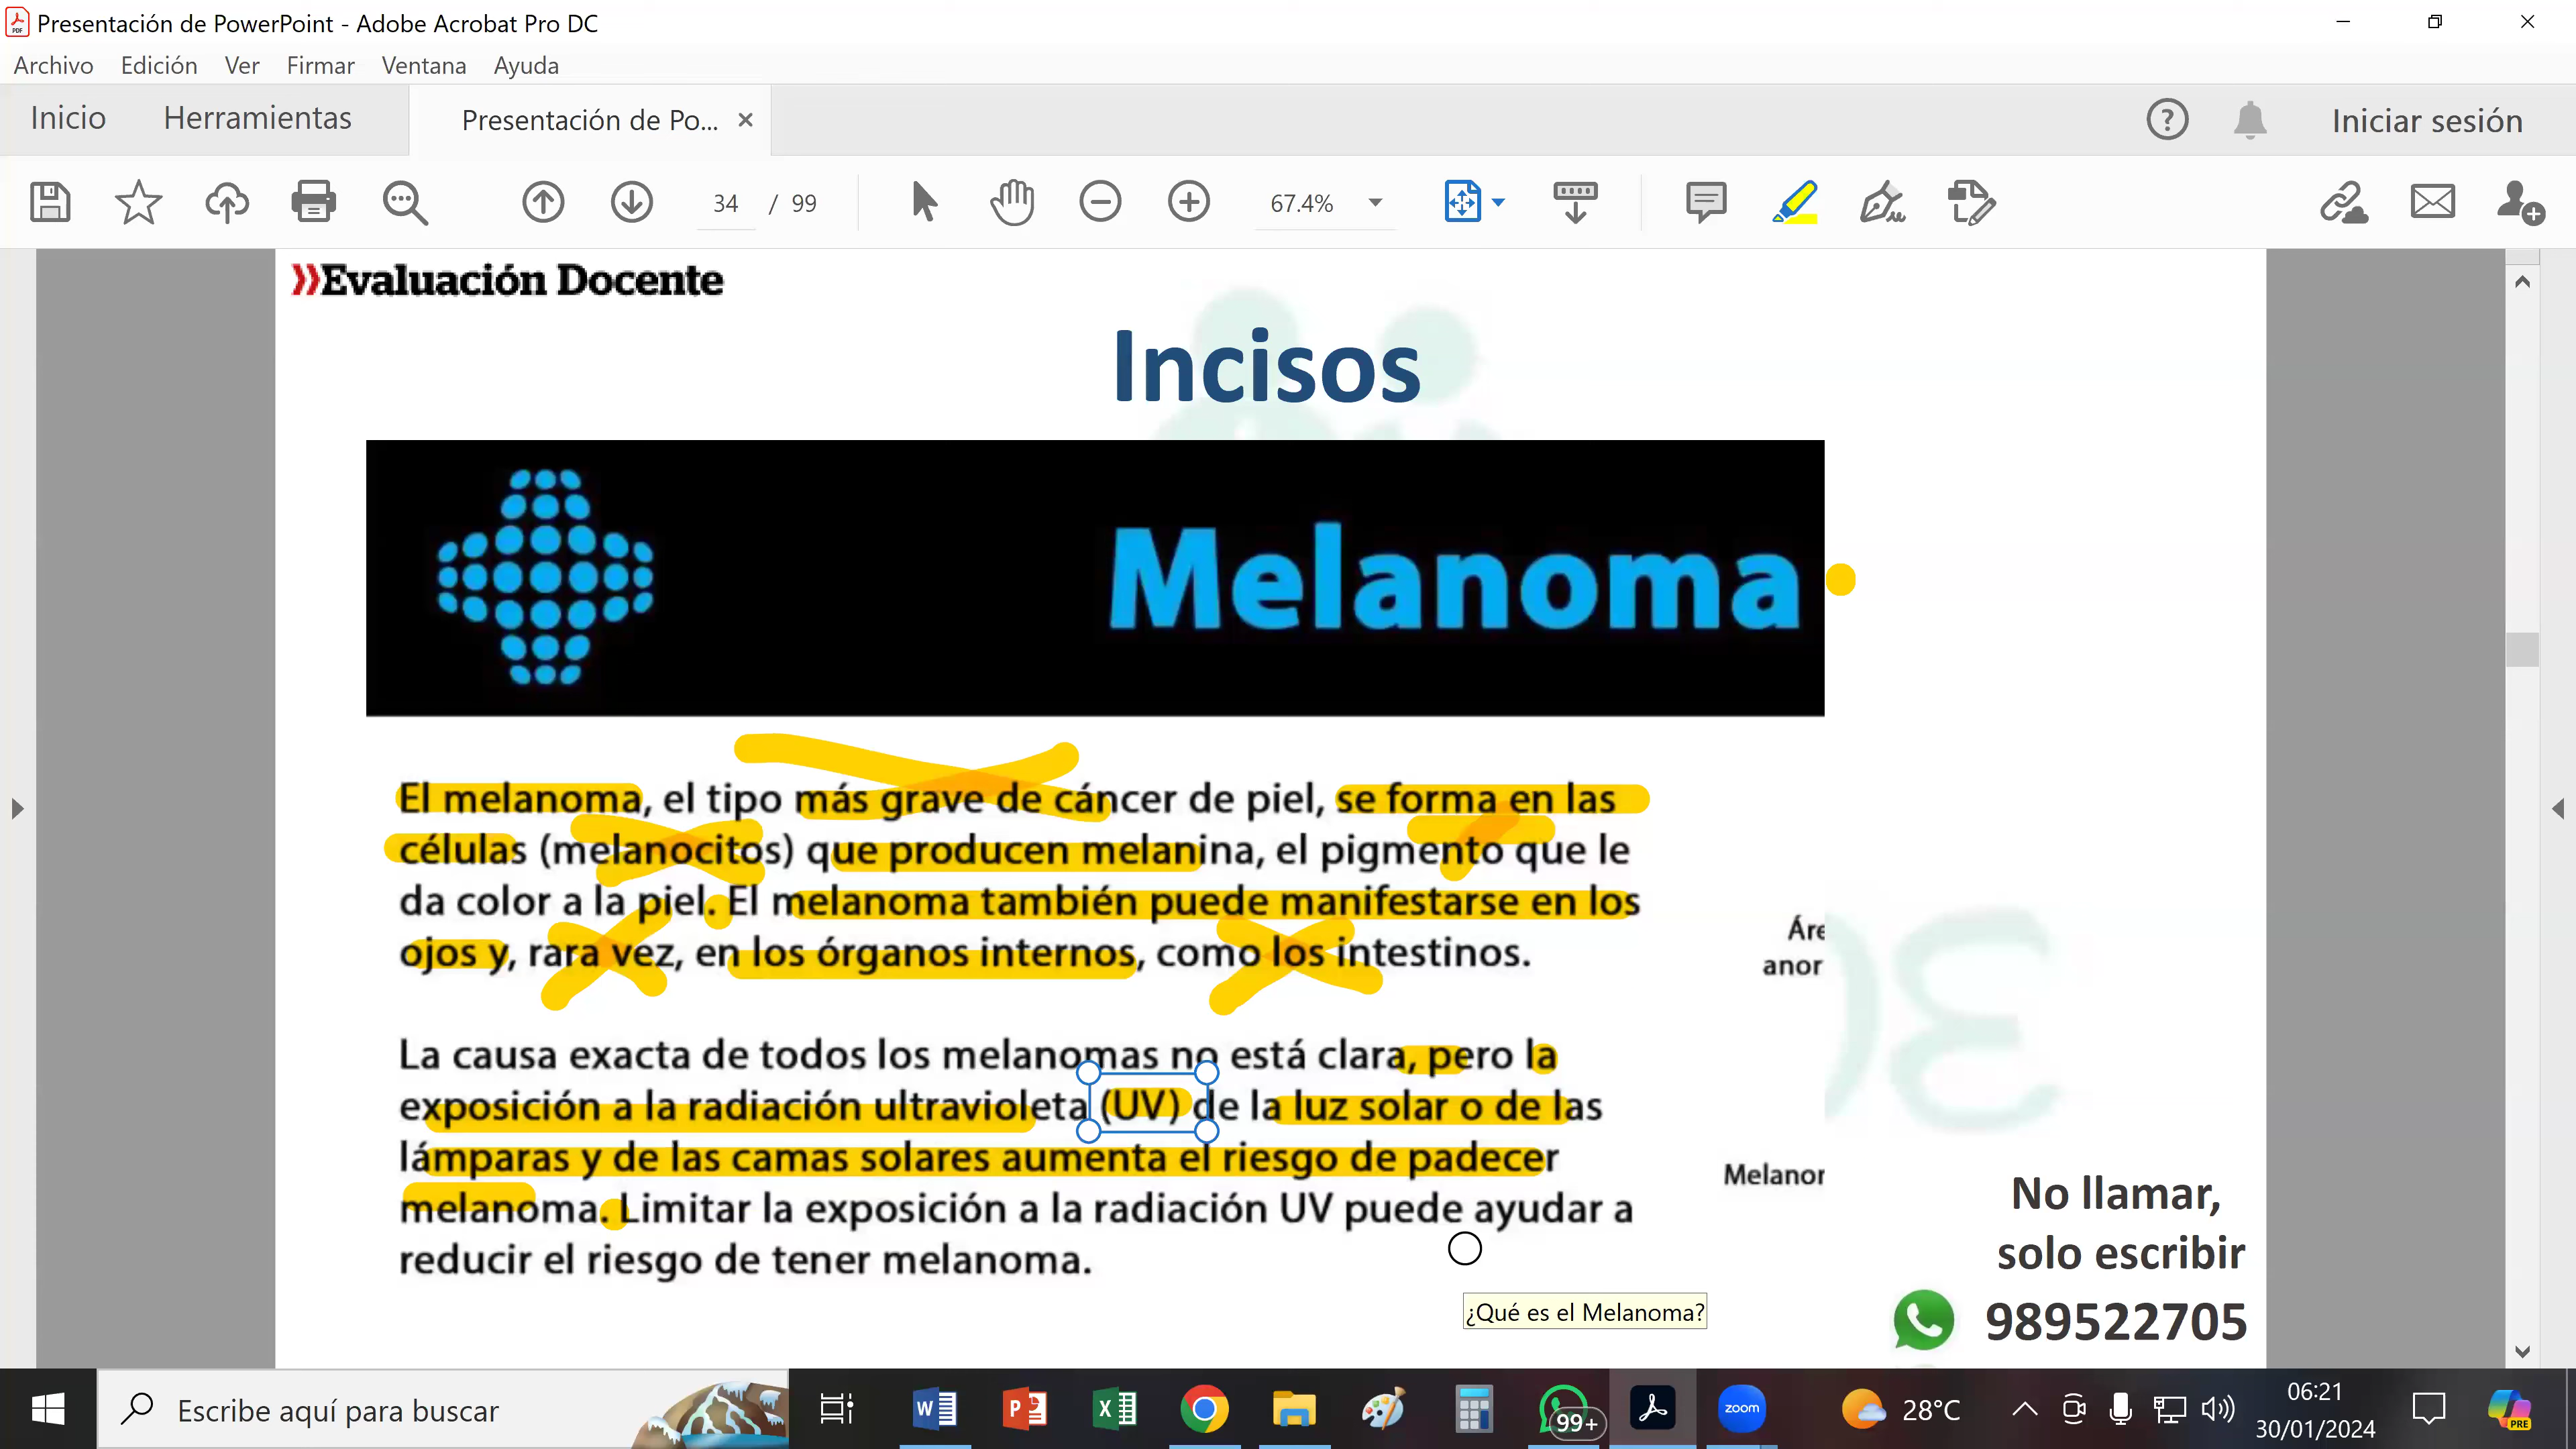 Presentación de PowerPoint - Adobe Acrobat Pro DC
Archivo Edición Ver Firmar Ventana Ayuda
Inicio Herramientas Presentación de Po... Iniciar sesión
34 / 99 67.4%
Evaluación Docente
Incisos
Melanoma
El melanoma, el tipo más grave de cáncer de piel, se forma en las
células (melanocitos) que producen melanina, el pigmento que le
da color a la piel. El melanoma también puede manifestarse en los
ojos y, rara vez, en los órganos internos, como los intestinos.
La causa exacta de todos los melanomas no está clara, pero la
exposición a la radiación ultravioleta (UV) de la luz solar o de las
lámparas y de las camas solares aumenta el riesgo de padecer
melanoma. Limitar la exposición a la radiación UV puede ayudar a
reducir el riesgo de tener melanoma.
Áre
anor
Melanor
¿Qué es el Melanoma?
No llamar,
solo escribir
989522705
Escribe aquí para buscar
99+
zoom
28°C
06:21
30/01/2024
PRE